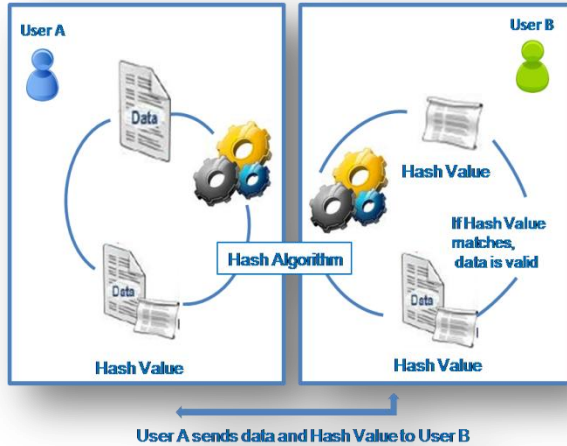 User A
Data
Data
Hash Value
Hash Algorithm
User B
Hash Value
If Hash Value
matches,
data is valid
Data
Hash Value
User A sends data and Hash Value to User B